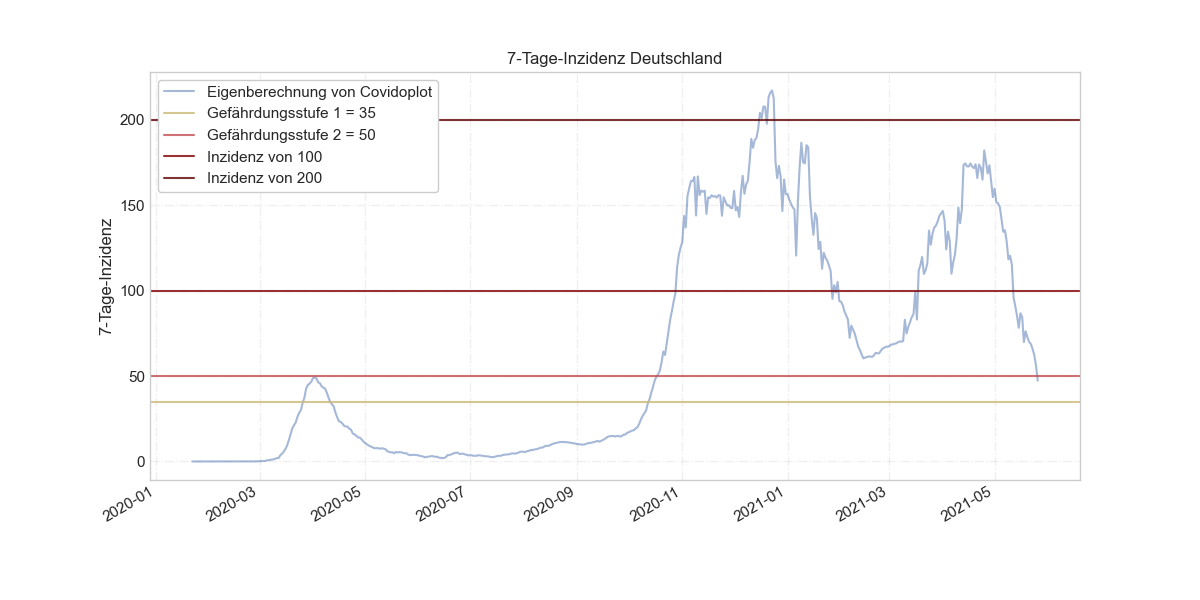 7-Tage-Inzidenz Deutschland
Eigenberechnung von Covidoplot
Gefährdungsstufe 1 = 35
Gefährdungsstufe 2 = 50
Inzidenz von 100
Inzidenz von 200
7-Tage-Inzidenz
200
150
100
50
0
2020-01
2020-03
2020-05
2020-07
2020-09
2020-11
2021-01
2021-03
2021-05